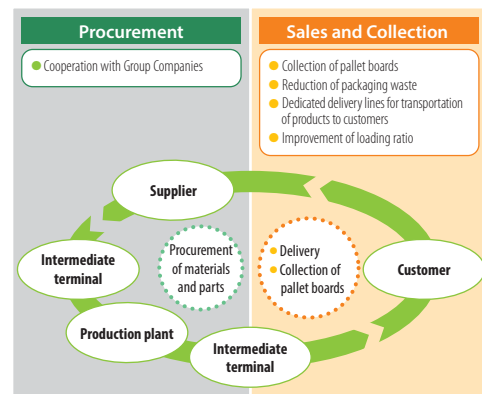 Procurement
Cooperation with Group Companies
Sales and Collection
Collection of pallet boards
Reduction of packaging waste
Dedicated delivery lines for transportation
of products to customers
Improvement of loading ratio
Supplier
Intermediate
terminal
Procurement
of materials
and parts
Delivery
Collection of
pallet boards
Customer
Production plant
Intermediate
terminal